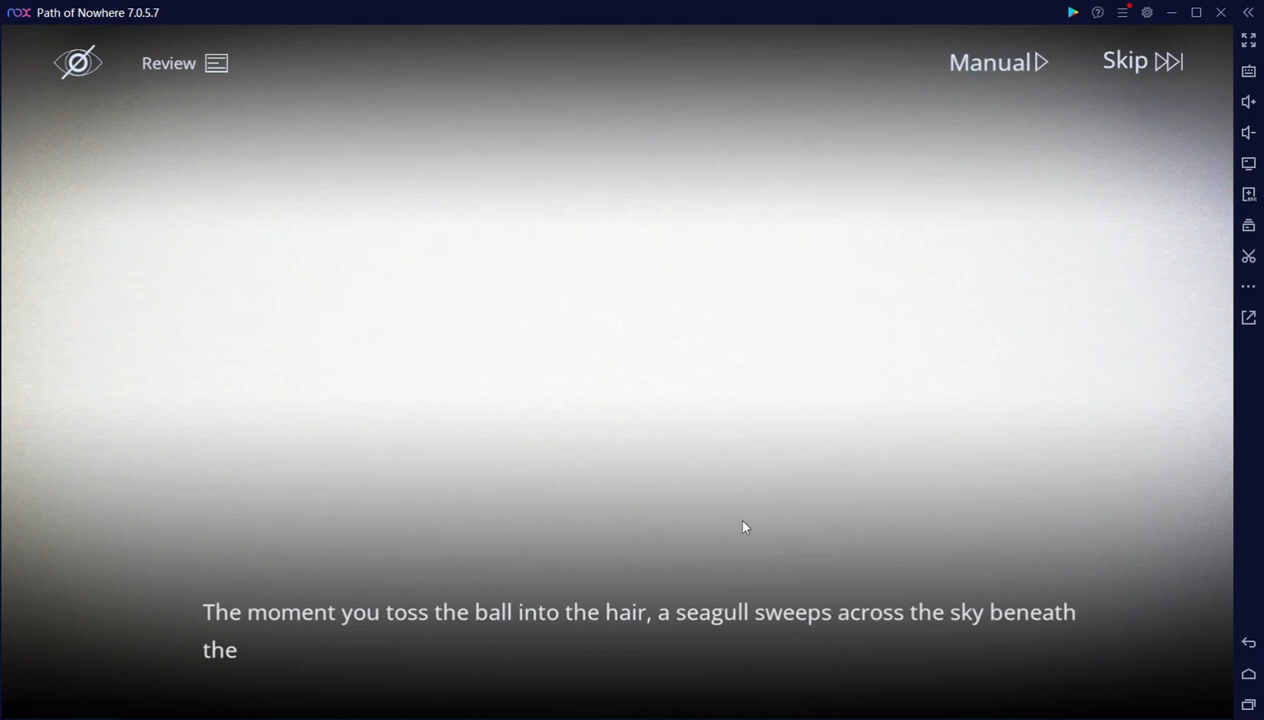 nox Path of Nowhere 7.0.5.7
Review
Manual
Skip
The moment you toss the ball into the hair, a seagull sweeps across the sky beneath
the